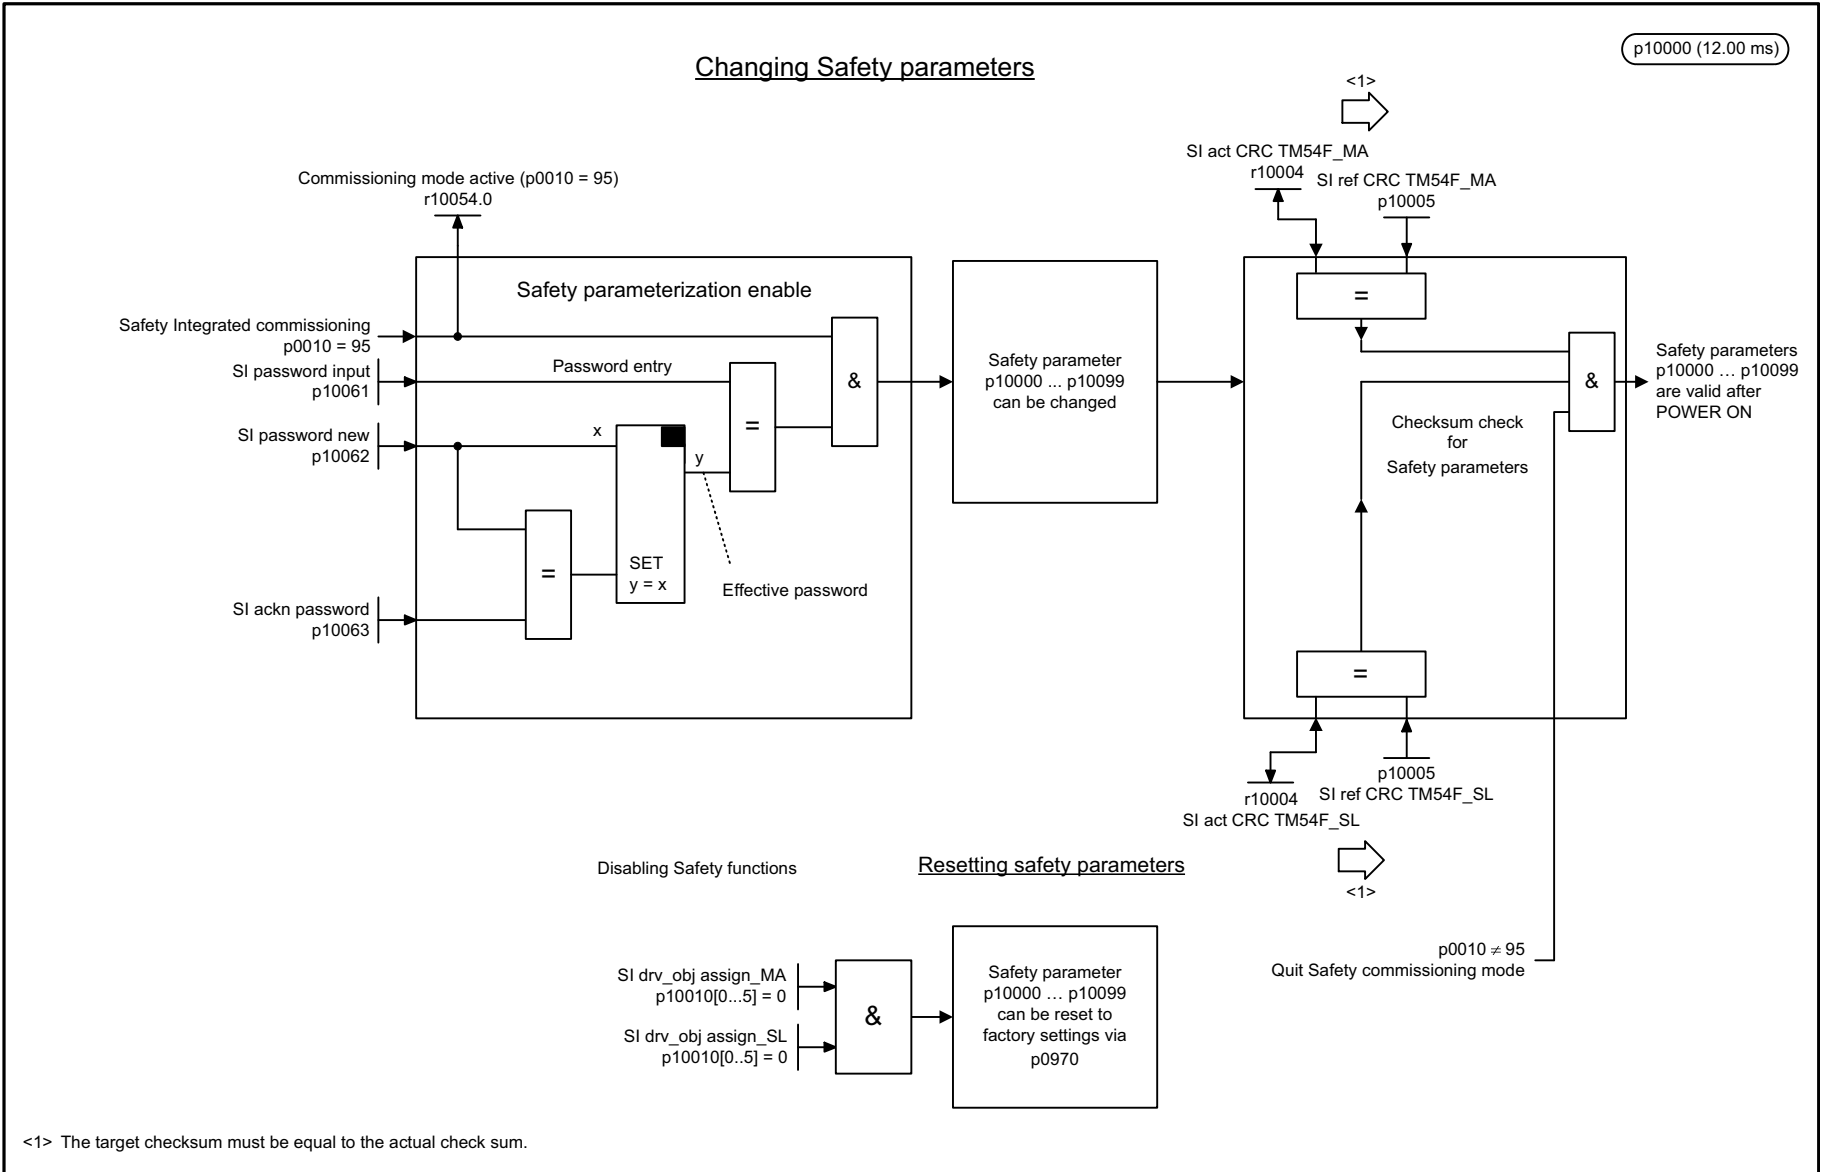 p10000 (12.00 ms)
Changing Safety parameters
<1>
SI act CRC TM54F_MA
r10004
SI ref CRC TM54F_MA
p10005
Commissioning mode active (p0010 = 95)
r10054.0
Safety parameterization enable
Safety Integrated commissioning
p0010 = 95
SI password input
p10061
Password entry
SI password new
p10062
x
y
=
&
SET
y = x
=
Effective password
SI ackn password
p10063
Safety parameter
p10000 ... p10099
can be changed
=
&
Checksum check
for
Safety parameters
Safety parameters
p10000 … p10099
are valid after
POWER ON
=
p10005
SI ref CRC TM54F_SL
r10004
SI act CRC TM54F_SL
<1>
p0010 ≠ 95
Quit Safety commissioning mode
Disabling Safety functions
Resetting safety parameters
SI drv_obj assign_MA
p10010[0...5] = 0
SI drv_obj assign_SL
p10010[0..5] = 0
&
Safety parameter
p10000 … p10099
can be reset to
factory settings via
p0970
<1> The target checksum must be equal to the actual check sum.